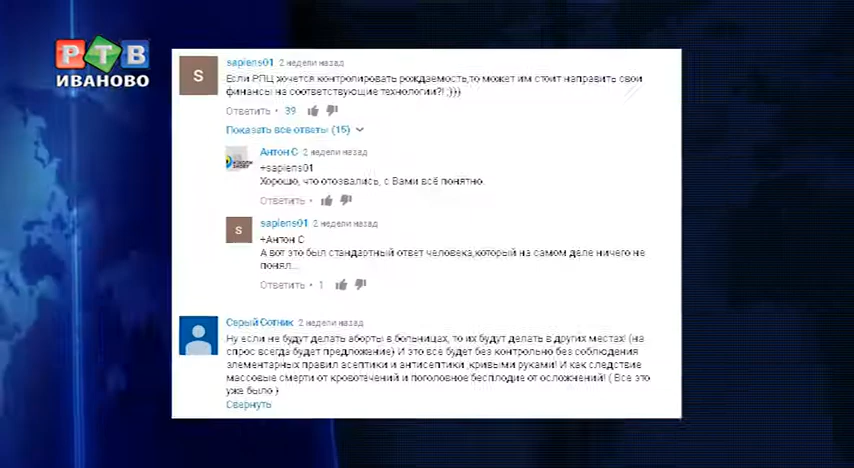 РТВ
ИВАНОВО
S
sapiens01 2 недели назад
Если РПЦ хочется контролировать рождаемость,то может им стоит направить свои
финансы на соответствующие технологии?! ;)))
Ответить • 39
Показать все ответы (15)
Антон С 2 недели назад
+sapiens01
Хорошо, что отозвались, с Вами всё понятно.
Ответить •
S
sapiens01 2 недели назад
+Антон С
А вот это был стандартный ответ человека,который на самом деле ничего не
понял...
Ответить • 1
Серый Сотник 2 недели назад
Ну если не будут делать аборты в больницах, то их будут делать в других местах! (на
спрос всегда будет предложение) И это все будет без контрольно без соблюдения
элементарных правил асептики и антисептики ,кривыми руками! И как следствие
массовые смерти от кровотечений и поголовное бесплодие от осложнений! ( Все это
уже было )
Свернуть